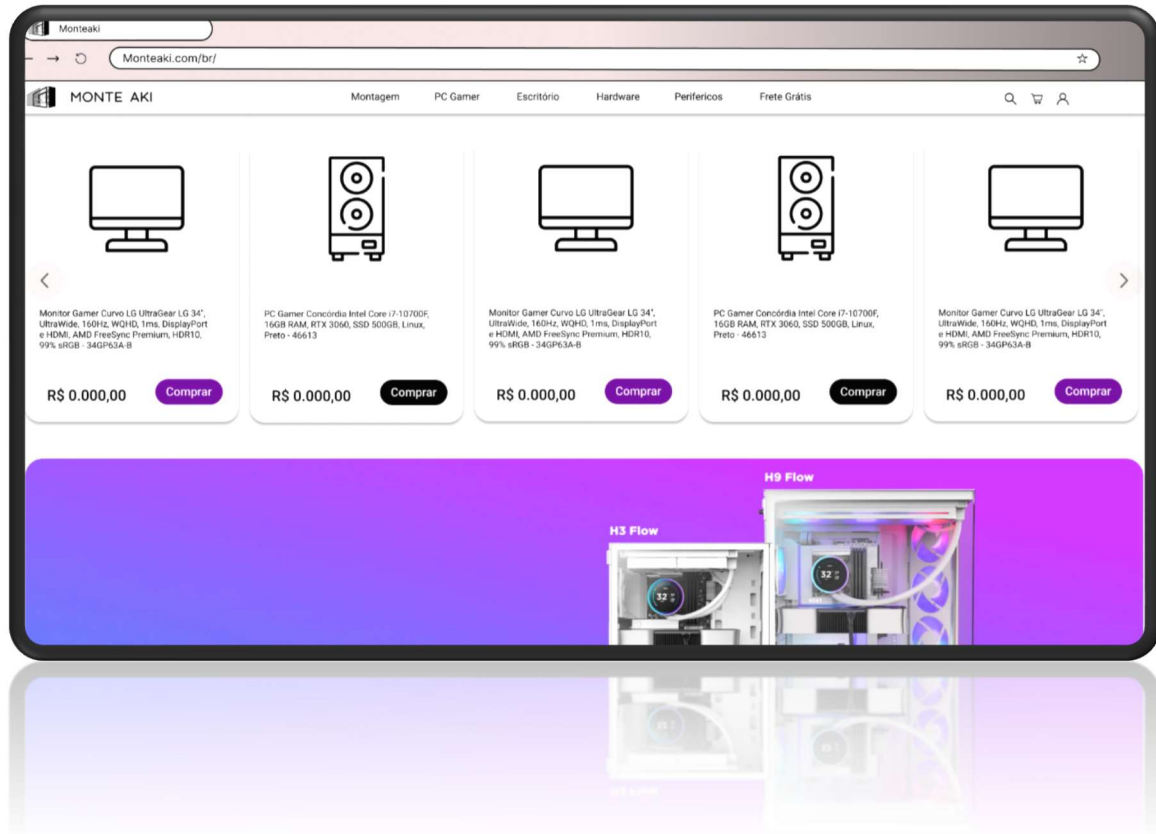 Monteaki
Monteaki.com/br/
MONTE AKI
Montagem
PC Gamer
Escritório
Hardware
Perifericos
Frete Grátis
Monitor Gamer Curvo LG UltraGear LG 34",
UltraWide, 160Hz, WQHD, 1ms, DisplayPort
e HDMI, AMD FreeSync Premium, HDR10,
99% sRGB - 34GP63A-B
R$ 0.000,00
Comprar
PC Gamer Concórdia Intel Core i7-10700F,
16GB RAM, RTX 3060, SSD 500GB, Linux,
Preto - 46613
R$ 0.000,00
Comprar
Monitor Gamer Curvo LG UltraGear LG 34",
UltraWide, 160Hz, WQHD, 1ms, DisplayPort
e HDMI, AMD FreeSync Premium, HDR10,
99% sRGB - 34GP63A-B
R$ 0.000,00
Comprar
PC Gamer Concórdia Intel Core i7-10700F,
16GB RAM, RTX 3060, SSD 500GB, Linux,
Preto - 46613
R$ 0.000,00
Comprar
Monitor Gamer Curvo LG UltraGear LG 34",
UltraWide, 160Hz, WQHD, 1ms, DisplayPort
e HDMI, AMD FreeSync Premium, HDR10,
99% sRGB - 34GP63A-B
R$ 0.000,00
Comprar
H9 Flow
H3 Flow
32
32